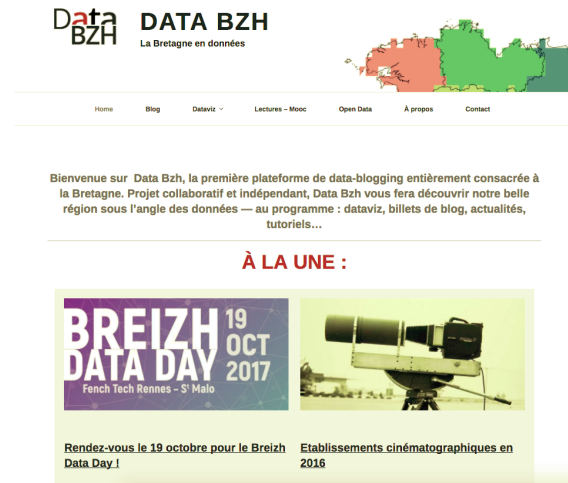 Data
BZH
DATA BZH
La Bretagne en données
Home Blog Dataviz Lectures – Mooc Open Data À propos Contact
Bienvenue sur Data Bzh, la première plateforme de data-blogging entièrement consacrée à
la Bretagne. Projet collaboratif et indépendant, Data Bzh vous fera découvrir notre belle
région sous l'angle des données — au programme : dataviz, billets de blog, actualités,
tutoriels…
À LA UNE :
BREIZH
DATA DAY
19
OCT
2017
Fench Tech Rennes – St Malo
Rendez-vous le 19 octobre pour le Breizh
Data Day !
Etablissements cinématographiques en
2016